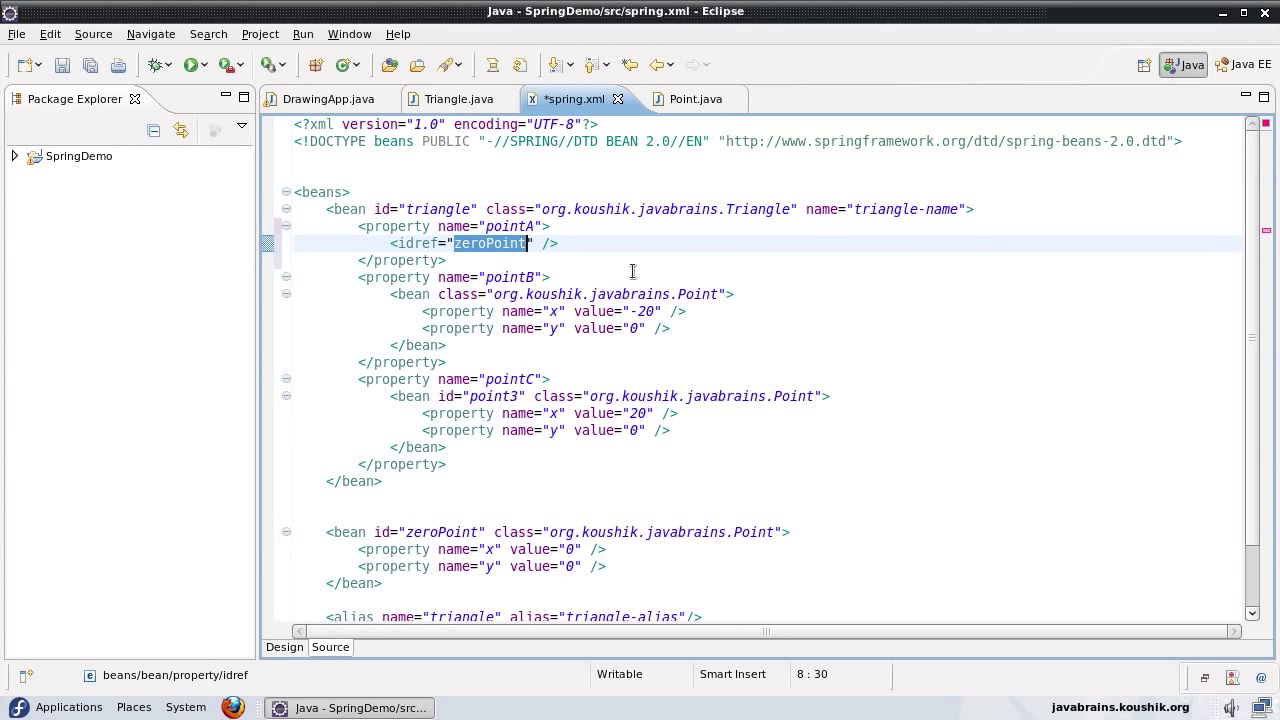 Java - SpringDemo/src/spring.xml - Eclipse
File Edit Source Navigate Search Project Run Window Help
Java Java EE
Package Explorer
DrawingApp.java Triangle.java *spring.xml Point.java
SpringDemo
<?xml version="1.0" encoding="UTF-8"?>
<!DOCTYPE beans PUBLIC "-//SPRING//DTD BEAN 2.0//EN" "http://www.springframework.org/dtd/spring-beans-2.0.dtd">
<beans>
<bean id="triangle" class="org.koushik.javabrains.Triangle" name="triangle-name">
<property name="pointA">
<idref="zeroPoint" />
</property>
<property name="pointB">
<bean class="org.koushik.javabrains.Point">
<property name="x" value="-20" />
<property name="y" value="0" />
</bean>
</property>
<property name="pointC">
<bean id="point3" class="org.koushik.javabrains.Point">
<property name="x" value="20" />
<property name="y" value="0" />
</bean>
</property>
</bean>
<bean id="zeroPoint" class="org.koushik.javabrains.Point">
<property name="x" value="0" />
<property name="y" value="0" />
</bean>
<alias name="triangle" alias="triangle-alias"/>
Design Source
beans/bean/property/idref Writable Smart Insert 8 : 30
Applications Places System Java - SpringDemo/src... javabrains.koushik.org